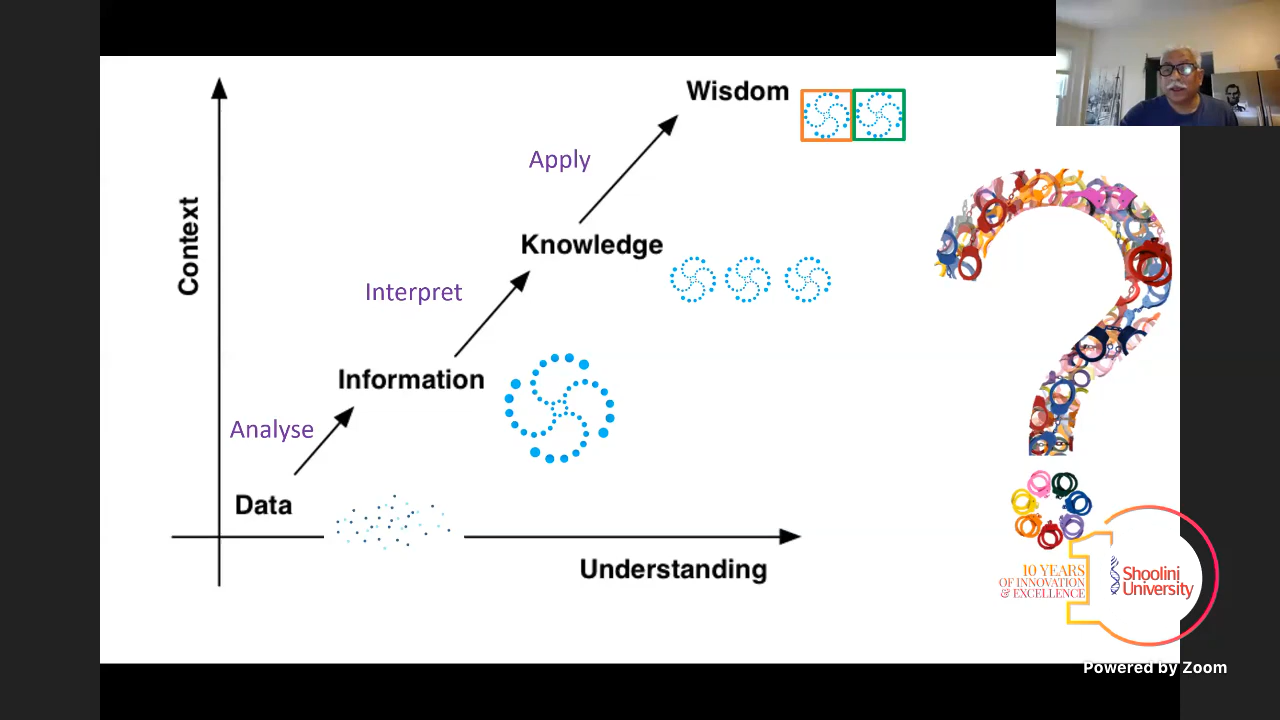 Wisdom
Apply
Context
Knowledge
Interpret
Information
Analyse
Data
Understanding
10 YEARS
OF INNOVATION
& EXCELLENCE
Shoolini
University
Powered by Zoom